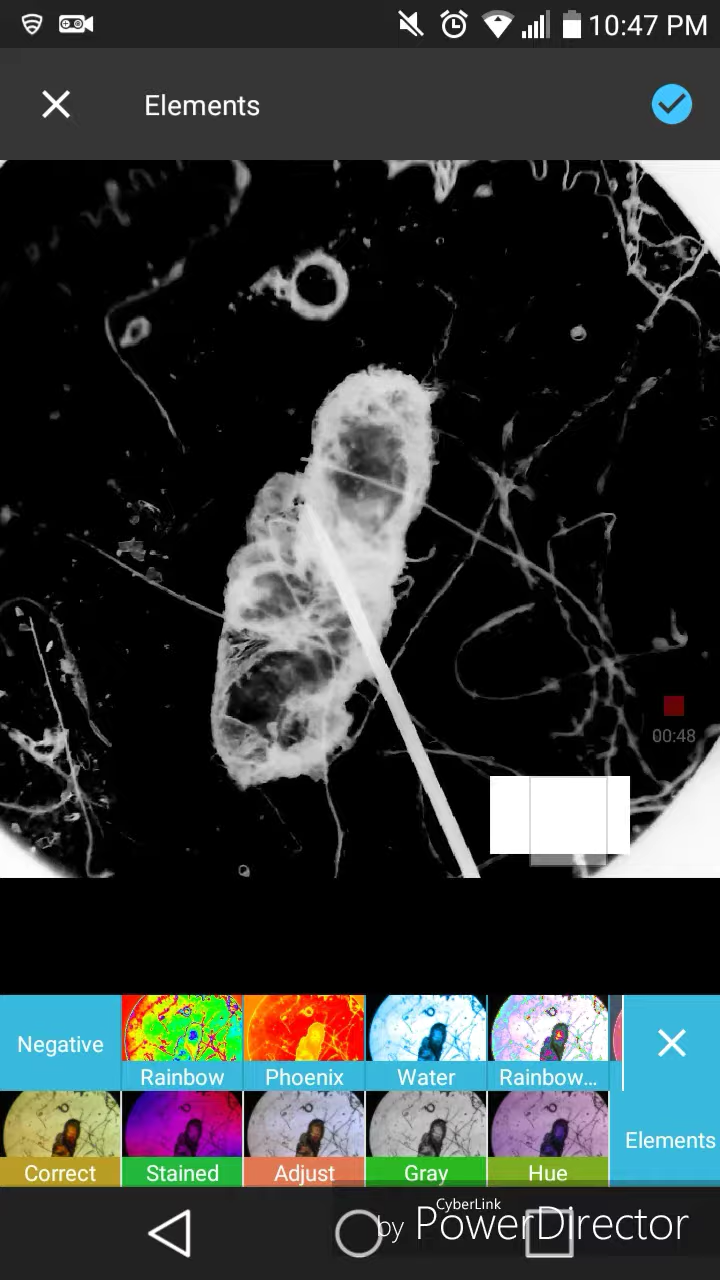 10:47 PM
Elements
00:48
Negative
Rainbow
Phoenix
Water
Rainbow...
Elements
Correct
Stained
Adjust
Gray
Hue
CyberLink
by PowerDirector